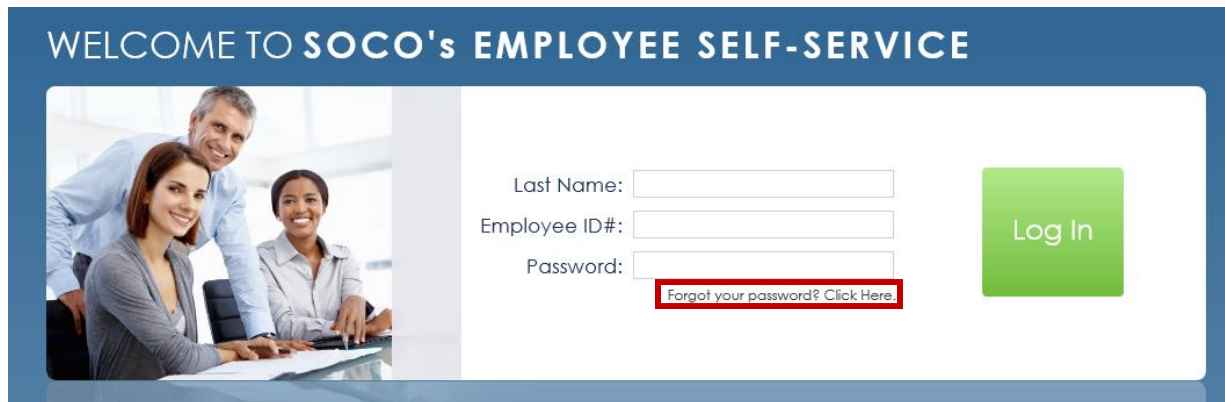 WELCOME TO SOCO's EMPLOYEE SELF-SERVICE
Last Name:
Employee ID#:
Password:
Forgot your password? Click Here.
Log In